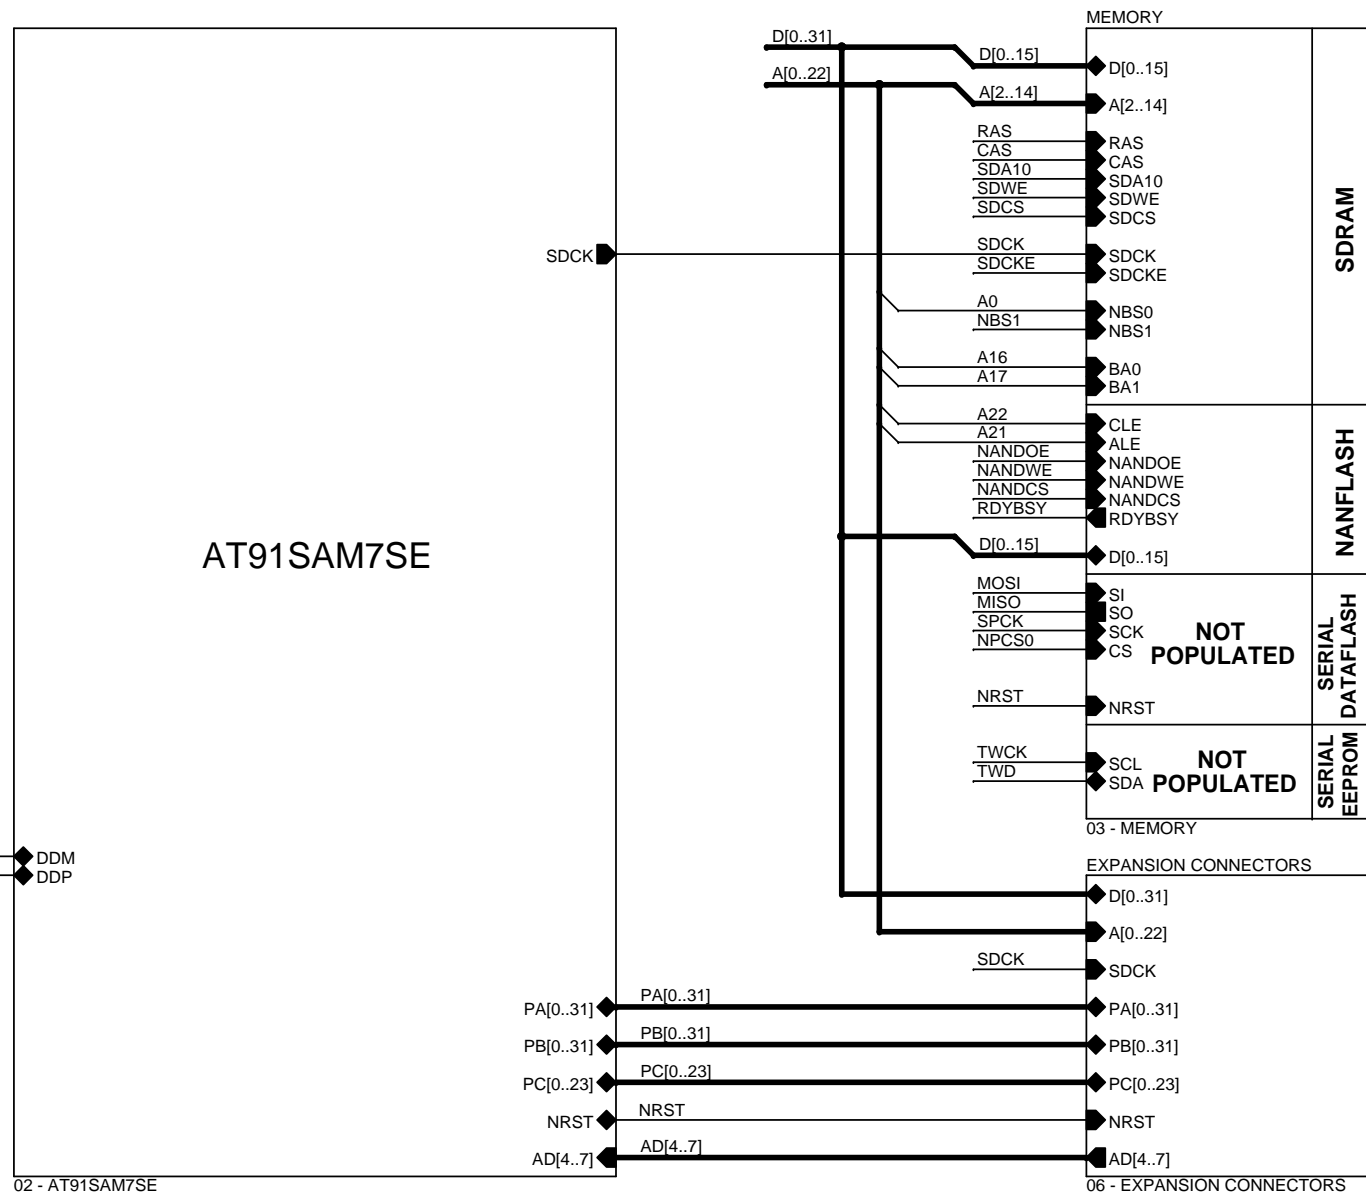 MEMORY
D[0..31]
D[0..15]
D[0..15]
A[0..22]
A[2..14]
A[2..14]
RAS
RAS
CAS
CAS
SDA10
SDA10
SDWE
SDWE
SDCS
SDCS
SDCK
SDCK
SDCK
SDCKE
SDCKE
A0
NBS0
NBS1
NBS1
A16
BA0
A17
BA1
SDRAM
A22
CLE
A21
ALE
NANDOE
NANDOE
NANDWE
NANDWE
NANDCS
NANDCS
RDYBSY
RDYBSY
D[0..15]
D[0..15]
NANFLASH
AT91SAM7SE
MOSI
SI
MISO
SO
SPCK
SCK
NPCS0
CS
NRST
NRST
NOT
POPULATED
SERIAL
DATAFLASH
TWCK
SCL
TWD
SDA
NOT
POPULATED
SERIAL
EEPROM
03 - MEMORY
DDM
DDP
EXPANSION CONNECTORS
D[0..31]
A[0..22]
SDCK
SDCK
PA[0..31]
PA[0..31]
PA[0..31]
PB[0..31]
PB[0..31]
PB[0..31]
PC[0..23]
PC[0..23]
PC[0..23]
NRST
NRST
NRST
AD[4..7]
AD[4..7]
AD[4..7]
02 - AT91SAM7SE
06 - EXPANSION CONNECTORS